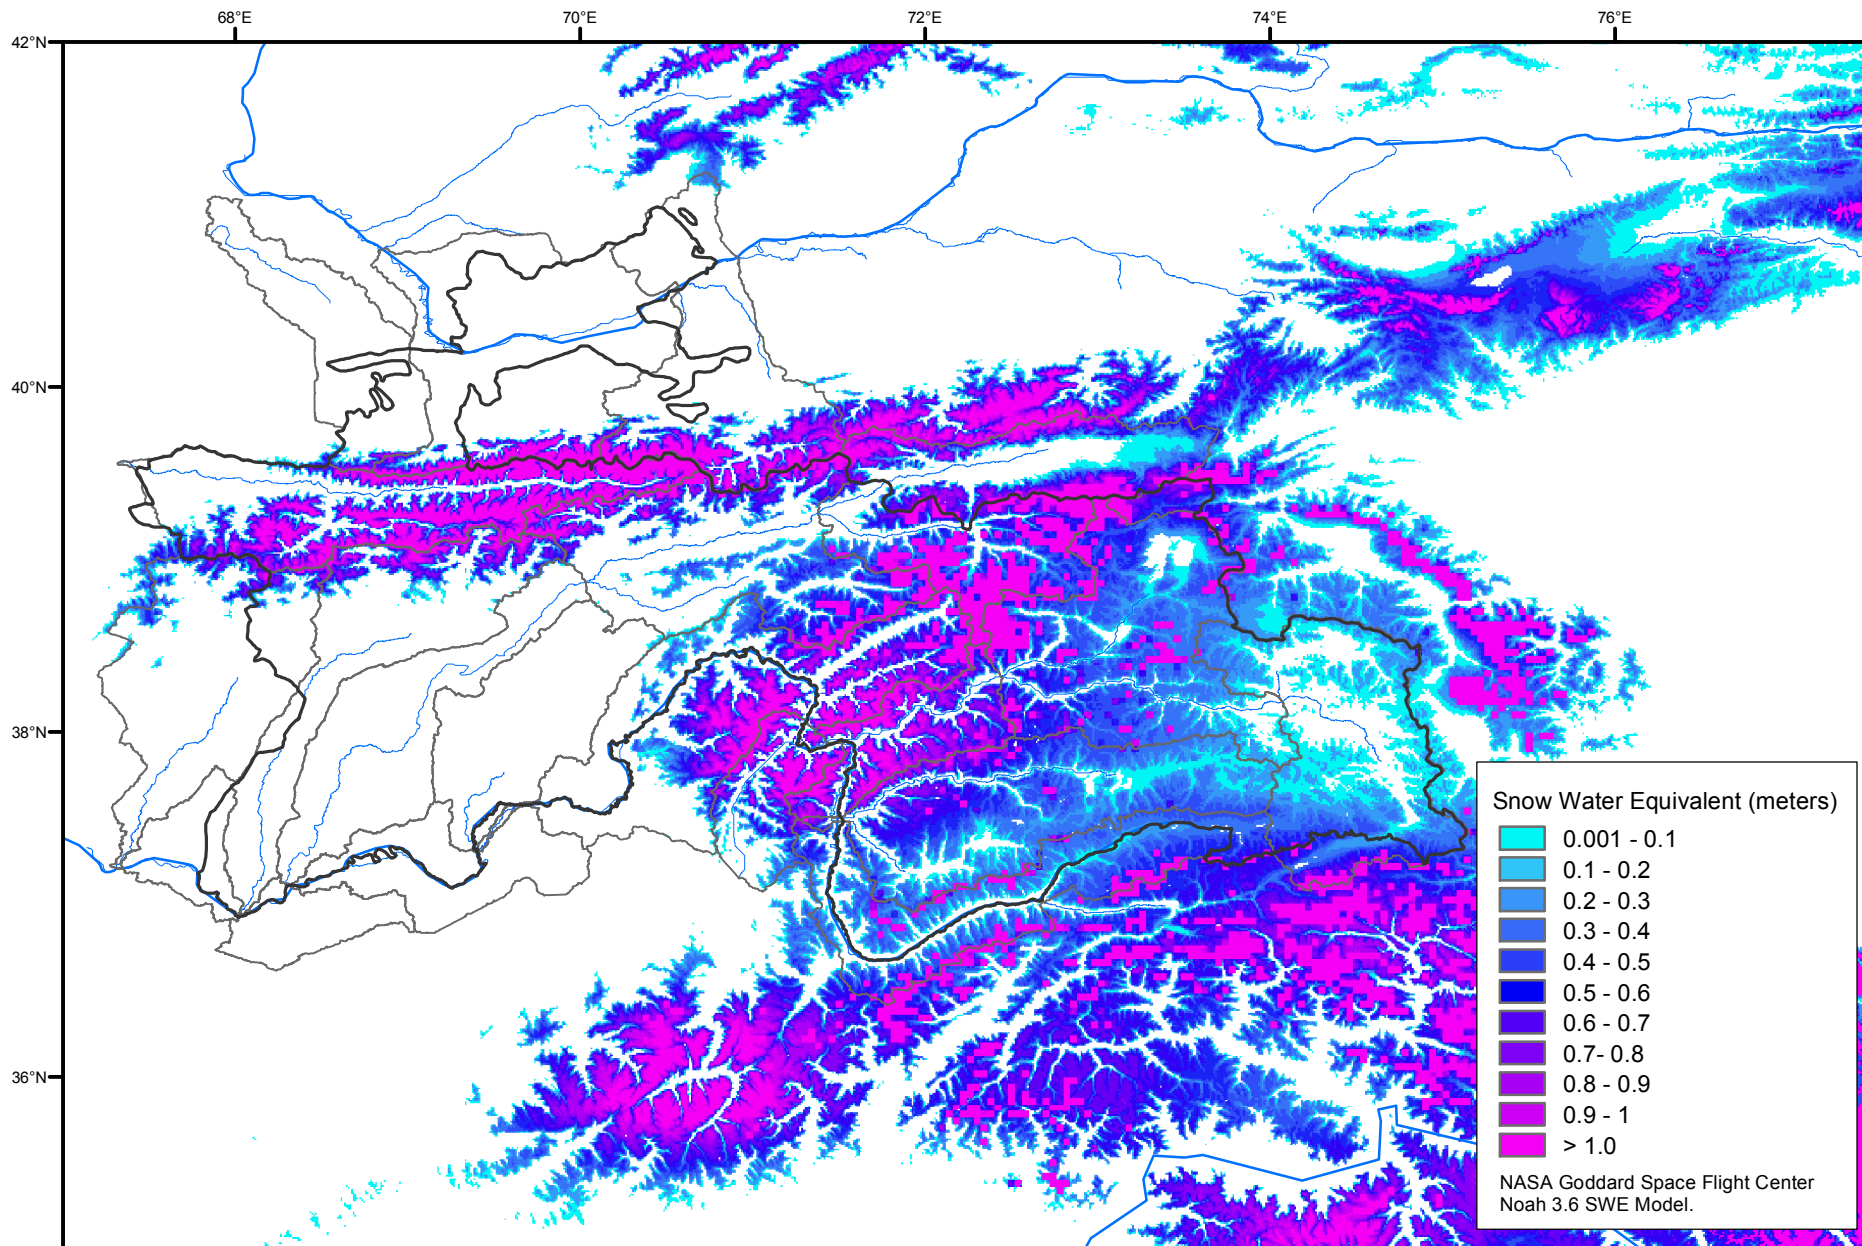 68°E 70°E 72°E 74°E 76°E
42°N
40°N
38°N
36°N
Snow Water Equivalent (meters)
0.001 - 0.1
0.1 - 0.2
0.2 - 0.3
0.3 - 0.4
0.4 - 0.5
0.5 - 0.6
0.6 - 0.7
0.7- 0.8
0.8 - 0.9
0.9 - 1
> 1.0
NASA Goddard Space Flight Center
Noah 3.6 SWE Model.